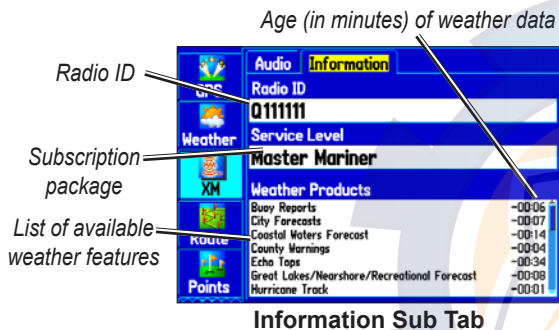 Age (in minutes) of weather data
Radio ID
Subscription
package
List of available
weather features
GPS
Weather
XM
Route
Points
Audio Information
Radio ID
Q111111
Service Level
Master Mariner
Weather Products
Buoy Reports -00:06
City Forecasts -00:07
Coastal Waters Forecast -00:14
County Warnings -00:04
Echo Tops -00:34
Great Lakes/Nearshore/Recreational Forecast -00:08
Hurricane Track -00:01
Information Sub Tab